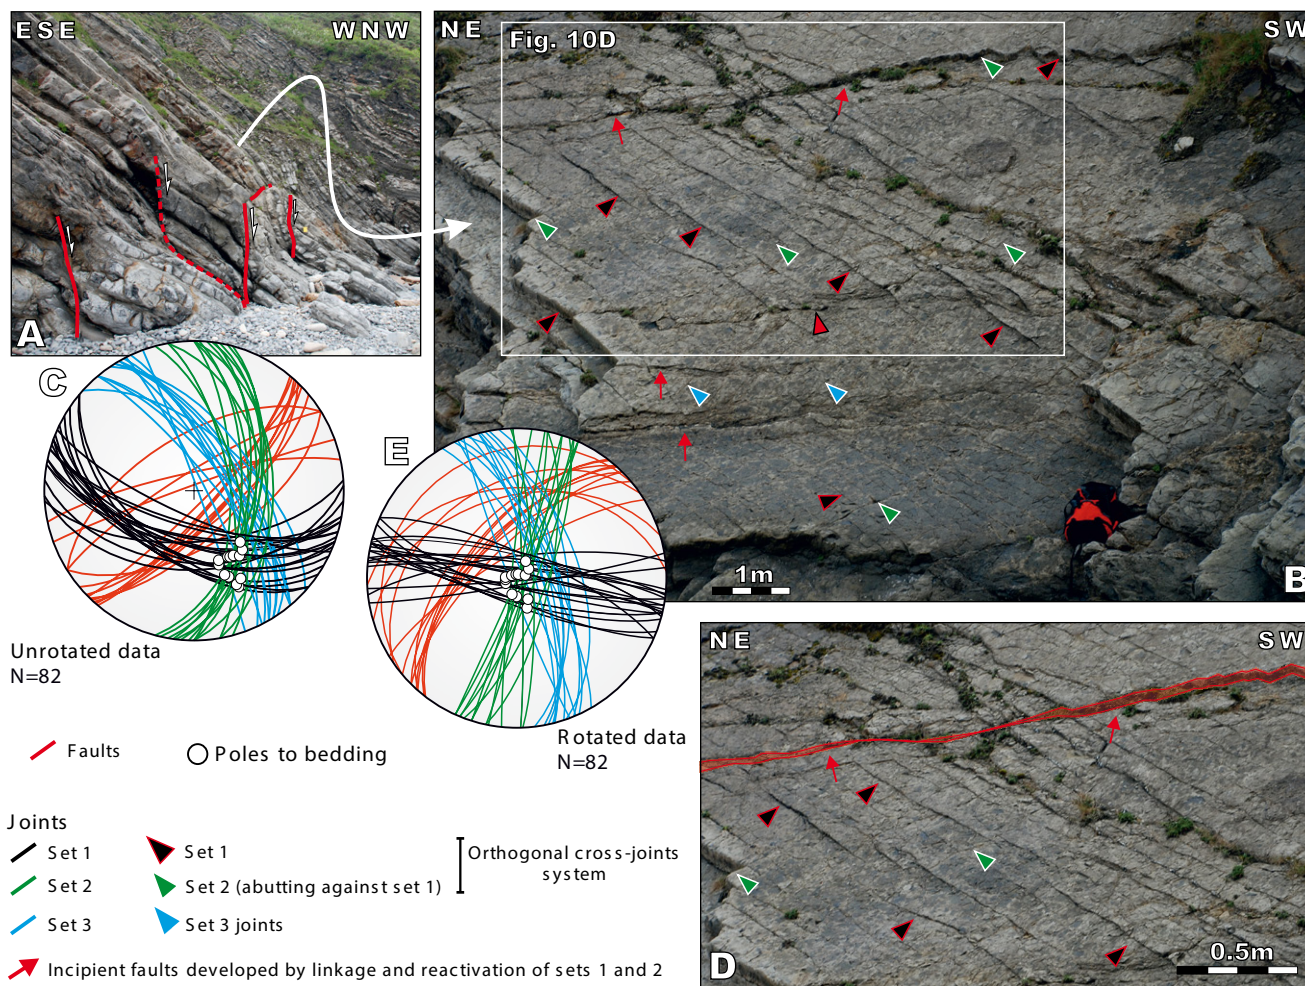 ESE WNW
A
NE SW
Fig. 10D
1m
B
C
Unrotated data
N=82
E
Rotated data
N=82
Faults
Poles to bedding
Joints
Set 1
Set 1
Set 2
Set 2 (abutting against set 1)
Orthogonal cross-joints
system
Set 3
Set 3 joints
Incipient faults developed by linkage and reactivation of sets 1 and 2
NE SW
D
0.5m